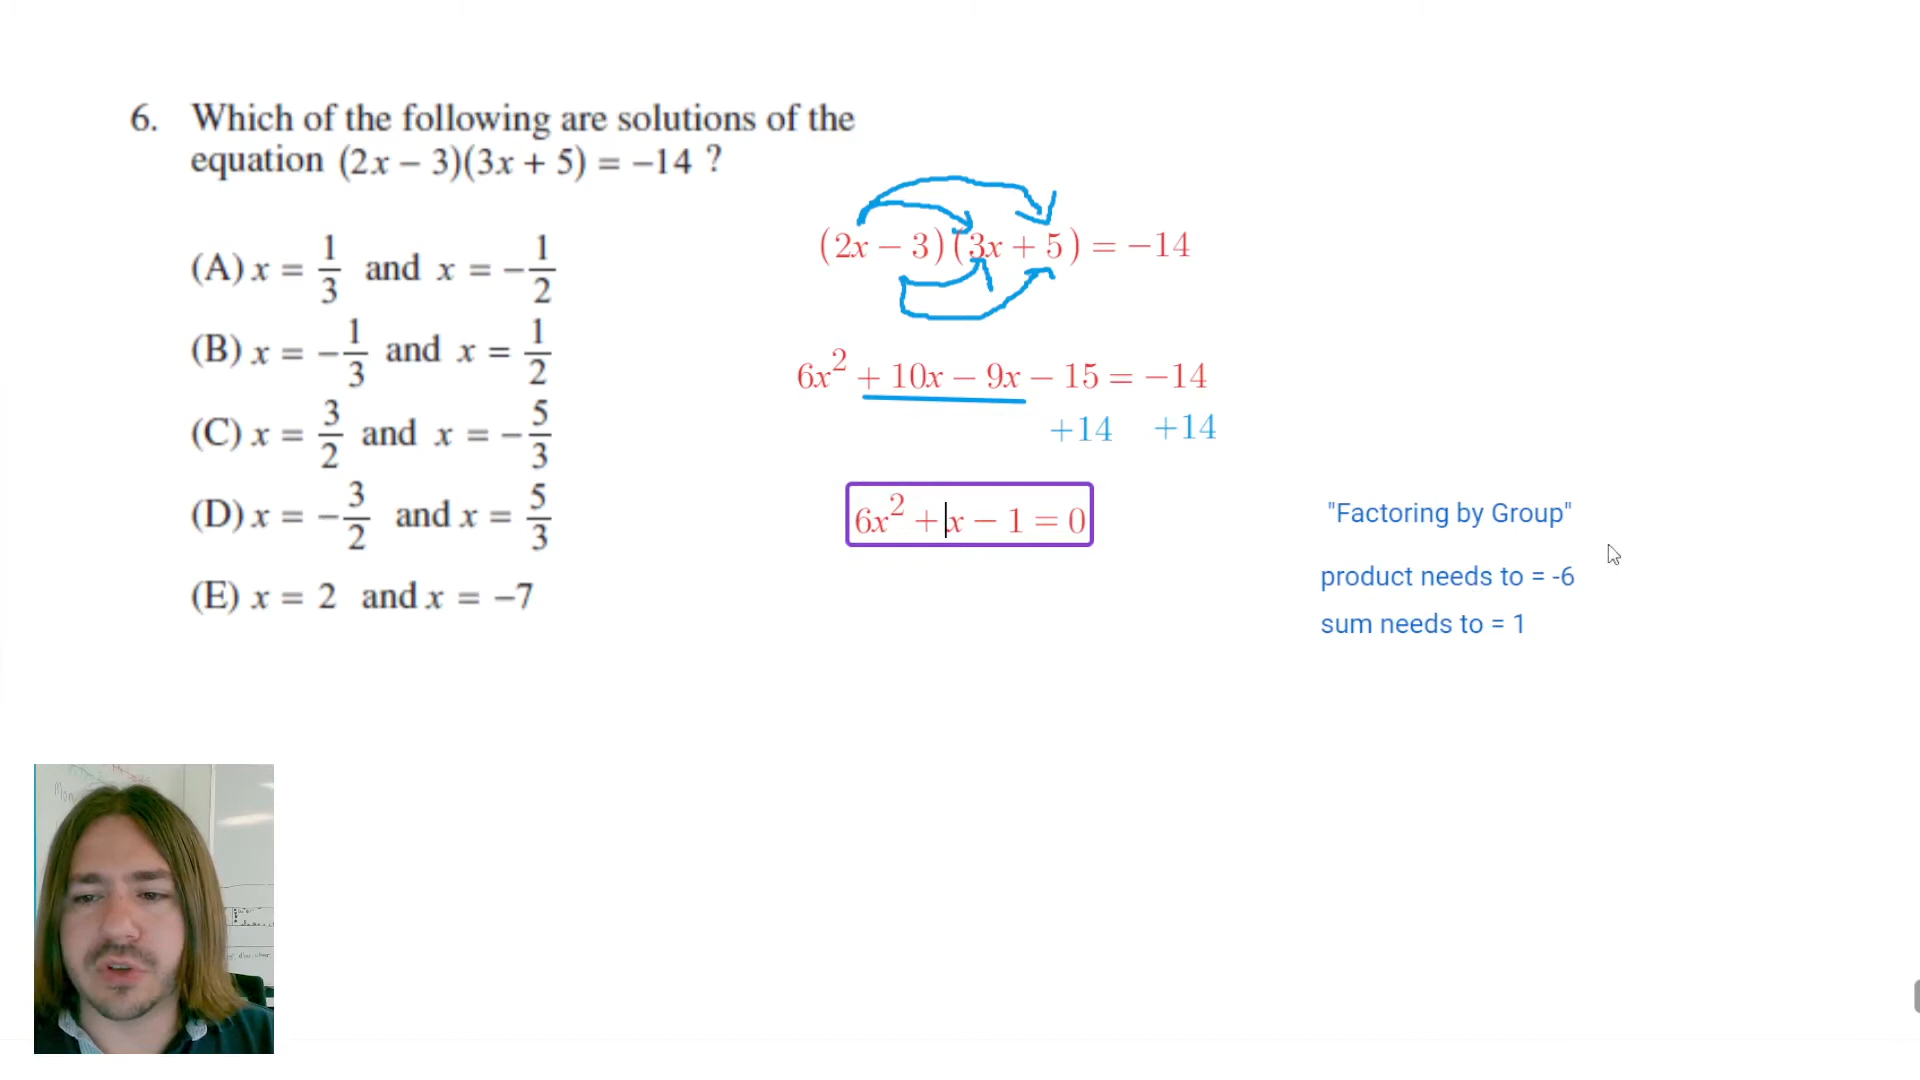 6. Which of the following are solutions of the
equation (2x − 3)(3x + 5) = −14 ?
(A) x = 1/3 and x = −1/2
(B) x = −1/3 and x = 1/2
(C) x = 3/2 and x = −5/3
(D) x = −3/2 and x = 5/3
(E) x = 2 and x = −7
(2x − 3)(3x + 5) = −14
6x² + 10x − 9x − 15 = −14
+14 +14
6x² + x − 1 = 0
"Factoring by Group"
product needs to = -6
sum needs to = 1
Mon